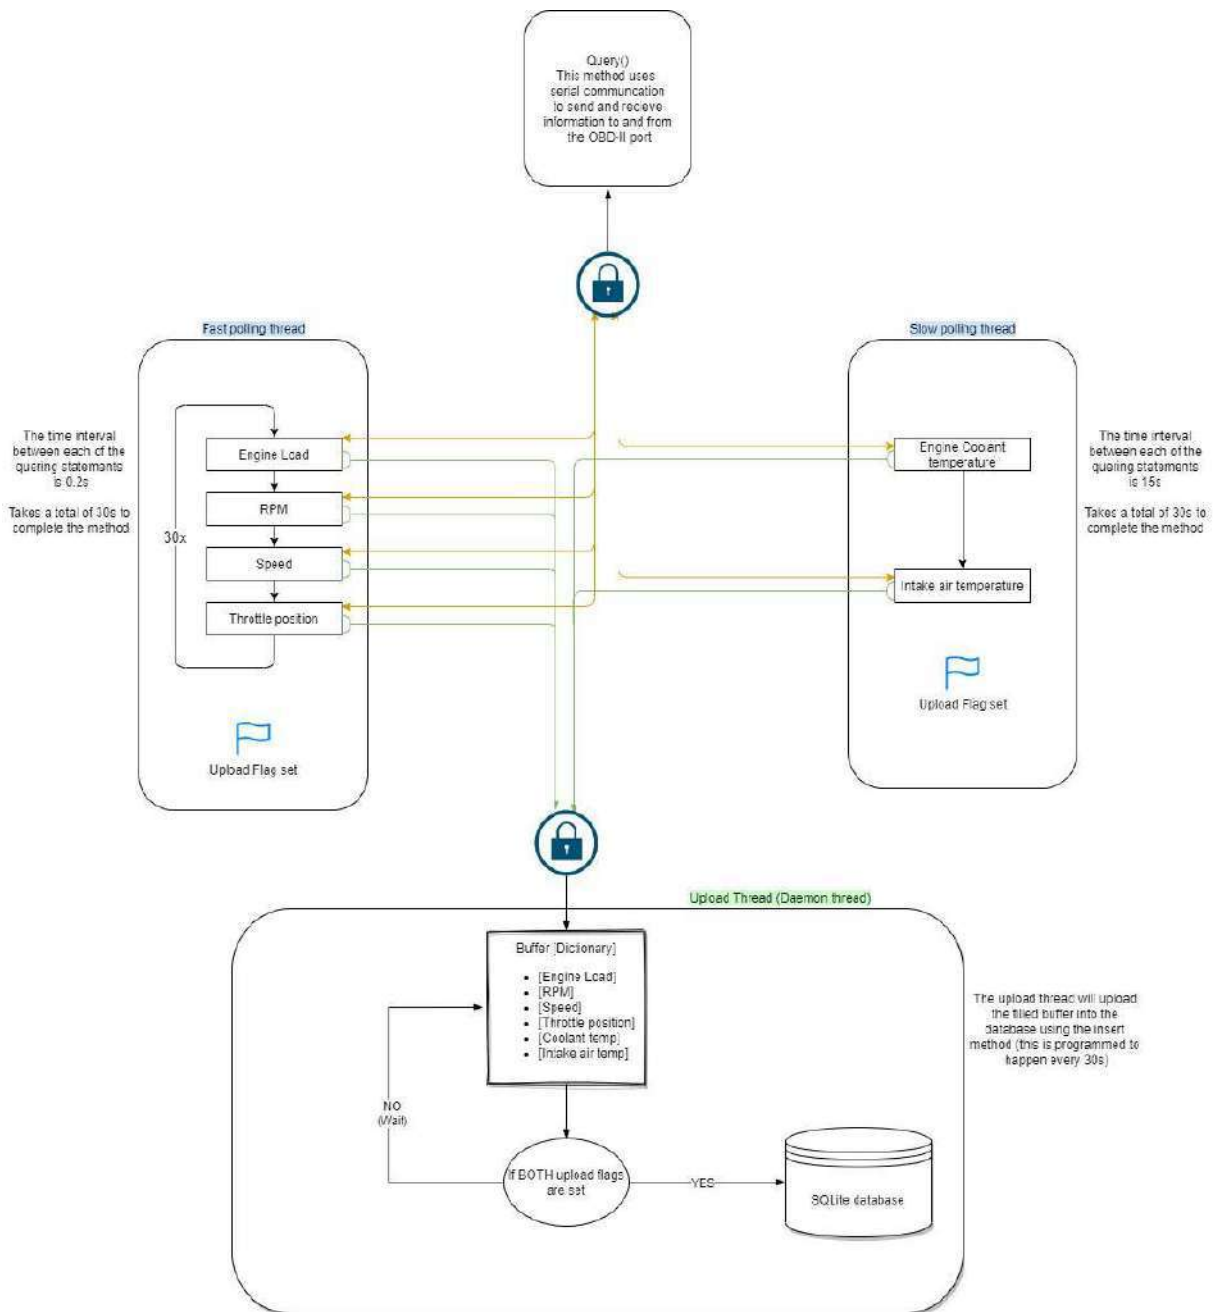 Query()
This method uses
serial communcation
to send and recieve
information to and from
the OBD-II port
Fast polling thread
Slow polling thread
The time interval
between each of the
quering statements
is 0.2s
Takes a total of 30s to
complete the method
30x
Engine Load
RPM
Speed
Throttle position
Upload Flag set
Engine Coolant
temperature
Intake air temperature
Upload Flag set
The time interval
between each of the
quering statements
is 15s
Takes a total of 30s to
complete the method
Upload Thread (Daemon thread)
Buffer [Dictionary]
• [Engine Load]
• [RPM]
• [Speed]
• [Throttle position]
• [Coolant temp]
• [Intake air temp]
The upload thread will upload
the filled buffer into the
database using the insert
method (this is programmed to
happen every 30s)
NO
(Wait)
If BOTH upload flags
are set
YES
SQLite database